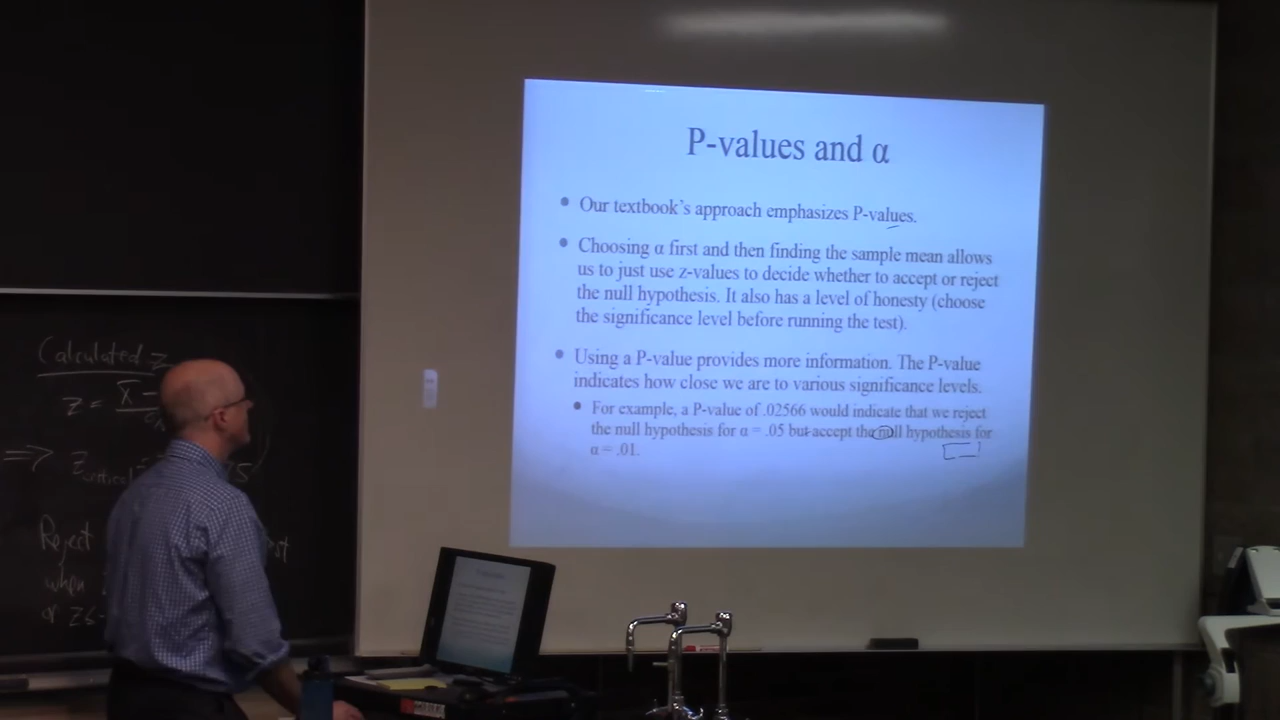 P-values and α
• Our textbook's approach emphasizes P-values.
• Choosing α first and then finding the sample mean allows
us to just use z-values to decide whether to accept or reject
the null hypothesis. It also has a level of honesty (choose
the significance level before running the test).
• Using a P-value provides more information. The P-value
indicates how close we are to various significance levels.
• For example, a P-value of .02566 would indicate that we reject
the null hypothesis for α = .05 but accept the null hypothesis for
α = .01.
Calculated z
z = x̄ -
⇒ z critical
Reject
when
or z ≤ -